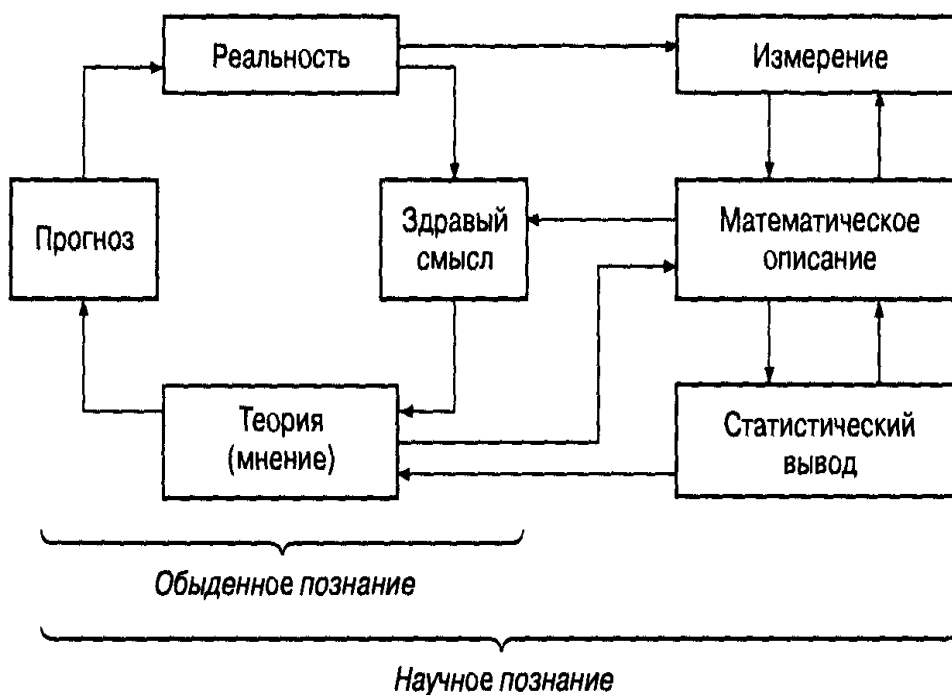 Реальность
Измерение
Прогноз
Здравый
смысл
Математическое
описание
Теория
(мнение)
Статистический
вывод
Обыденное познание
Научное познание